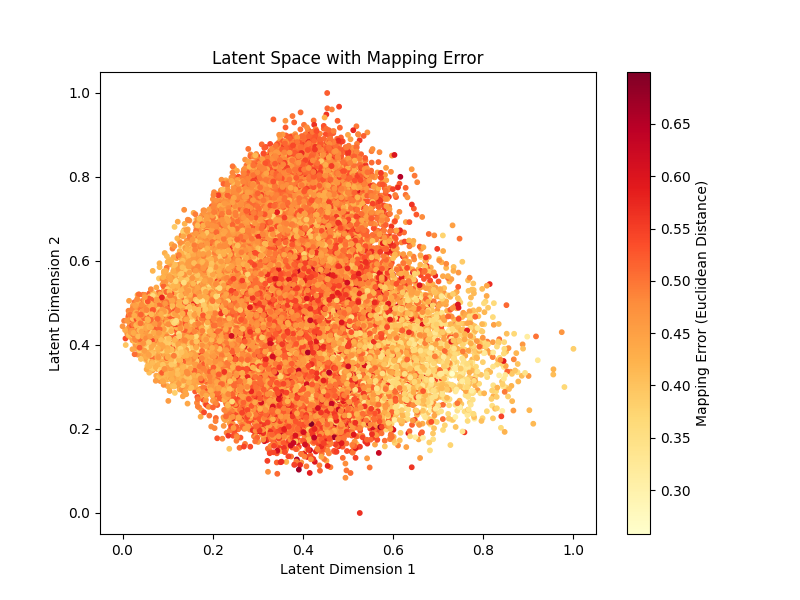 Latent Space with Mapping Error
Latent Dimension 2
1.0
0.8
0.6
0.4
0.2
0.0
0.0 0.2 0.4 0.6 0.8 1.0
Latent Dimension 1
0.65
0.60
0.55
0.50
0.45
0.40
0.35
0.30
Mapping Error (Euclidean Distance)